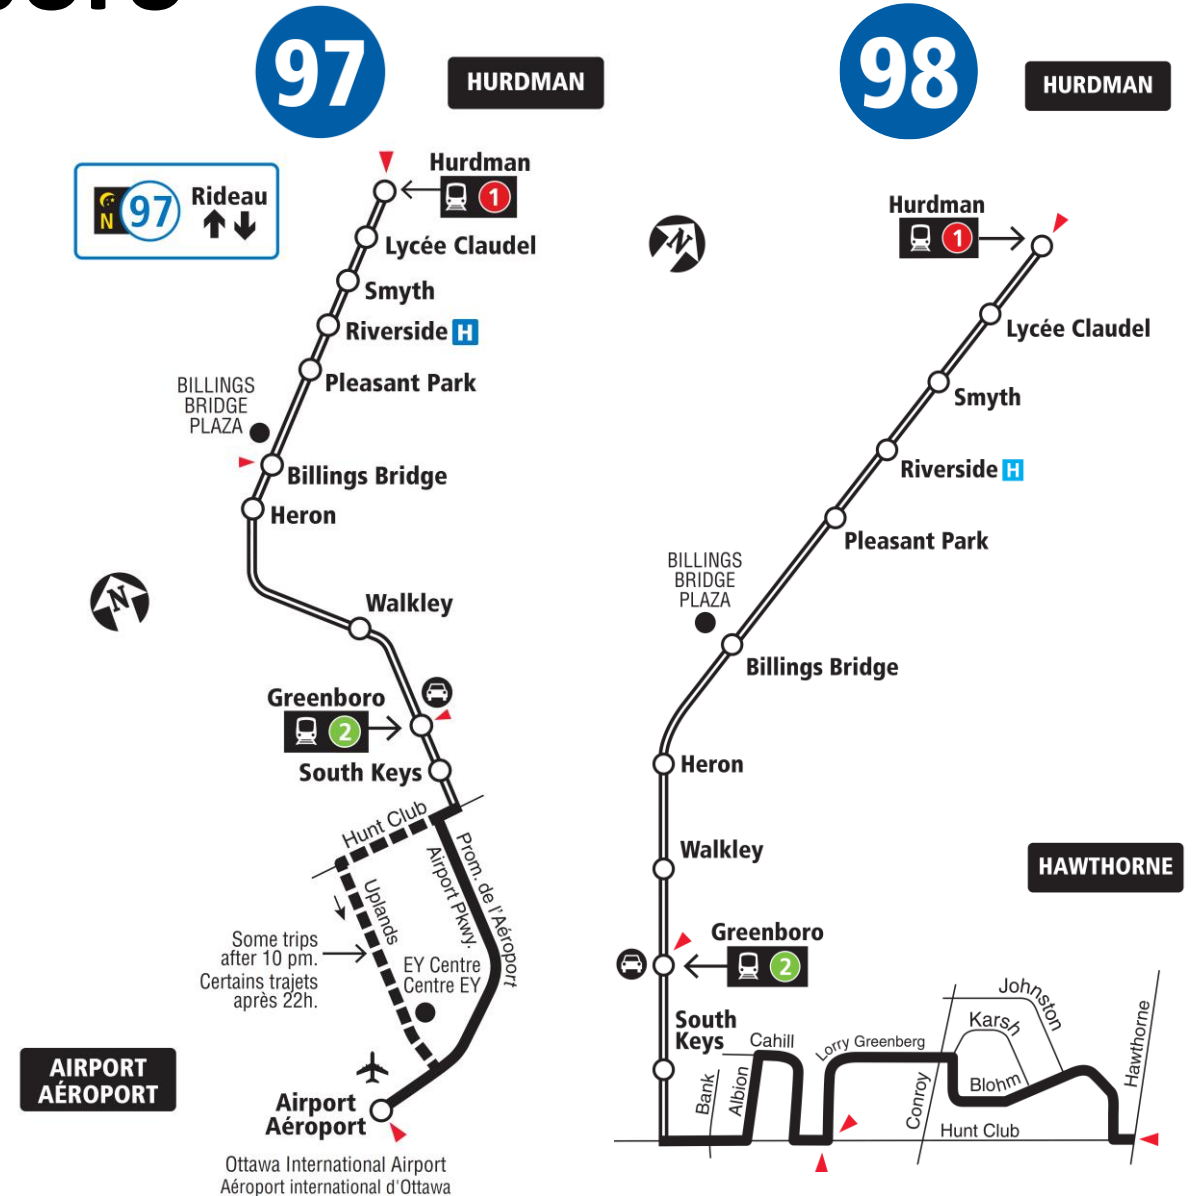 97
HURDMAN
N 97
Rideau
Hurdman
1
Lycée Claudel
Smyth
Riverside H
Pleasant Park
BILLINGS
BRIDGE
PLAZA
Billings Bridge
Heron
N
Walkley
Greenboro
2
South Keys
Hunt Club
Prom. de l'Aéroport
Airport Pkwy.
Uplands
Some trips
after 10 pm.
Certains trajets
après 22h.
EY Centre
Centre EY
AIRPORT
AÉROPORT
Airport
Aéroport
Ottawa International Airport
Aéroport international d'Ottawa
98
HURDMAN
N
Hurdman
1
Lycée Claudel
Smyth
Riverside H
Pleasant Park
BILLINGS
BRIDGE
PLAZA
Billings Bridge
Heron
Walkley
HAWTHORNE
Greenboro
2
South
Keys
Cahill
Lorry Greenberg
Johnston
Karsh
Hawthorne
Bank
Albion
Conroy
Blohm
Hunt Club